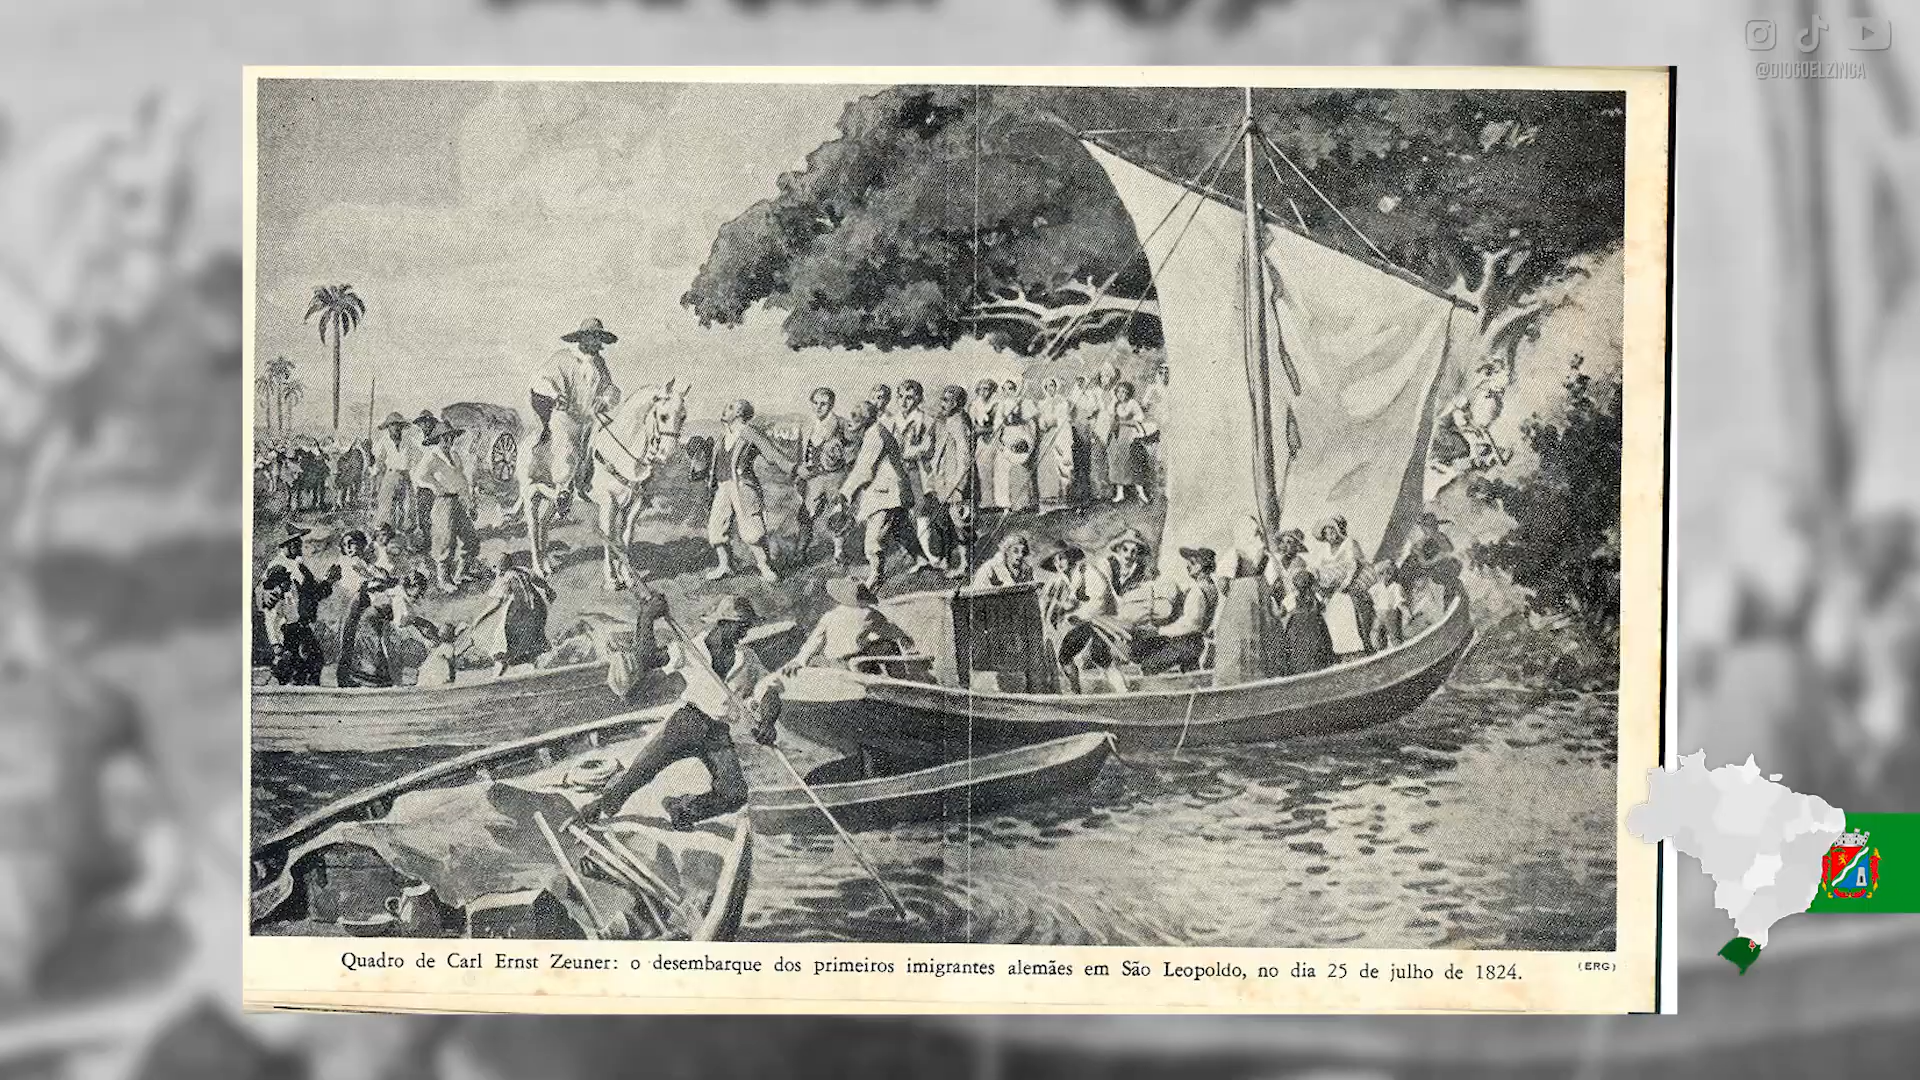 @DIOGOELZINGA
Quadro de Carl Ernst Zeuner: o desembarque dos primeiros imigrantes alemães em São Leopoldo, no dia 25 de julho de 1824.
(ERG)